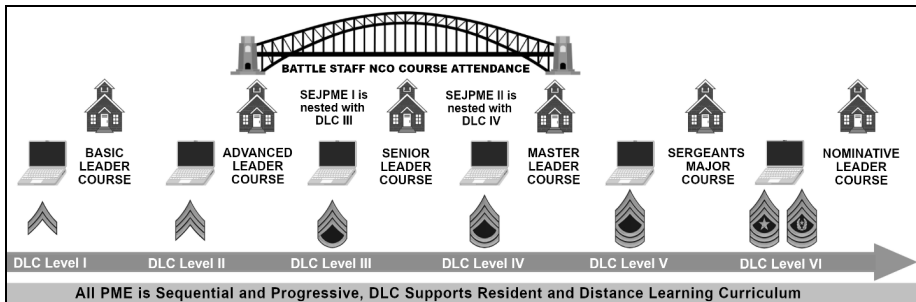 BATTLE STAFF NCO COURSE ATTENDANCE
SEJPME I is
nested with
DLC III
SEJPME II is
nested with
DLC IV
BASIC
LEADER
COURSE
ADVANCED
LEADER
COURSE
SENIOR
LEADER
COURSE
MASTER
LEADER
COURSE
SERGEANTS
MAJOR
COURSE
NOMINATIVE
LEADER
COURSE
DLC Level I
DLC Level II
DLC Level III
DLC Level IV
DLC Level V
DLC Level VI
All PME is Sequential and Progressive, DLC Supports Resident and Distance Learning Curriculum